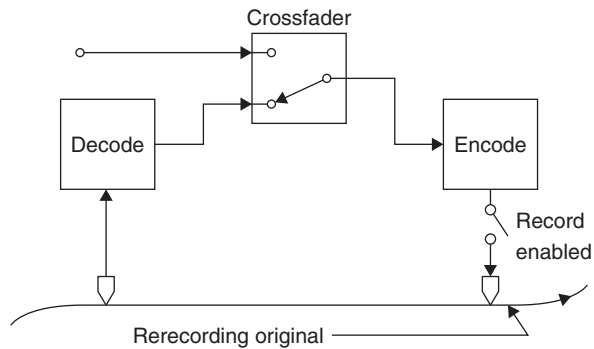 Crossfader
Decode
Encode
Record
enabled
Rerecording original